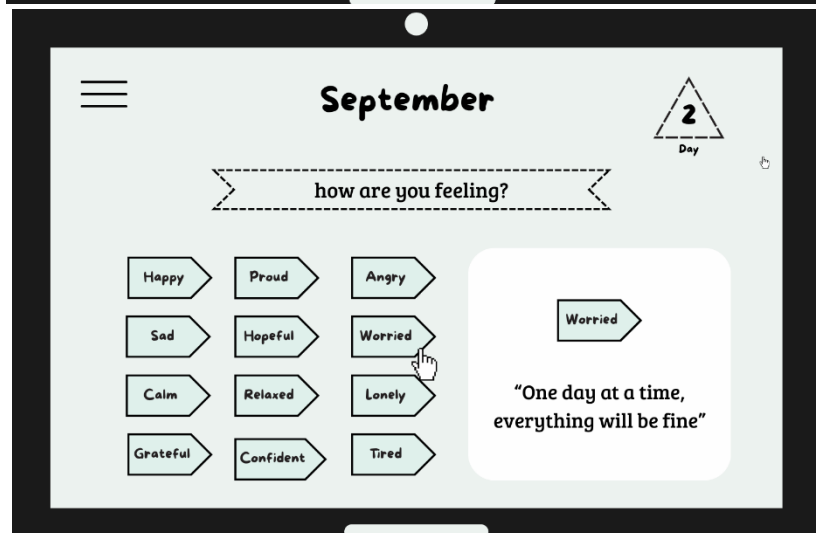 September
2
Day
how are you feeling?
Happy
Proud
Angry
Sad
Hopeful
Worried
Calm
Relaxed
Lonely
Grateful
Confident
Tired
Worried
“One day at a time,
everything will be fine”